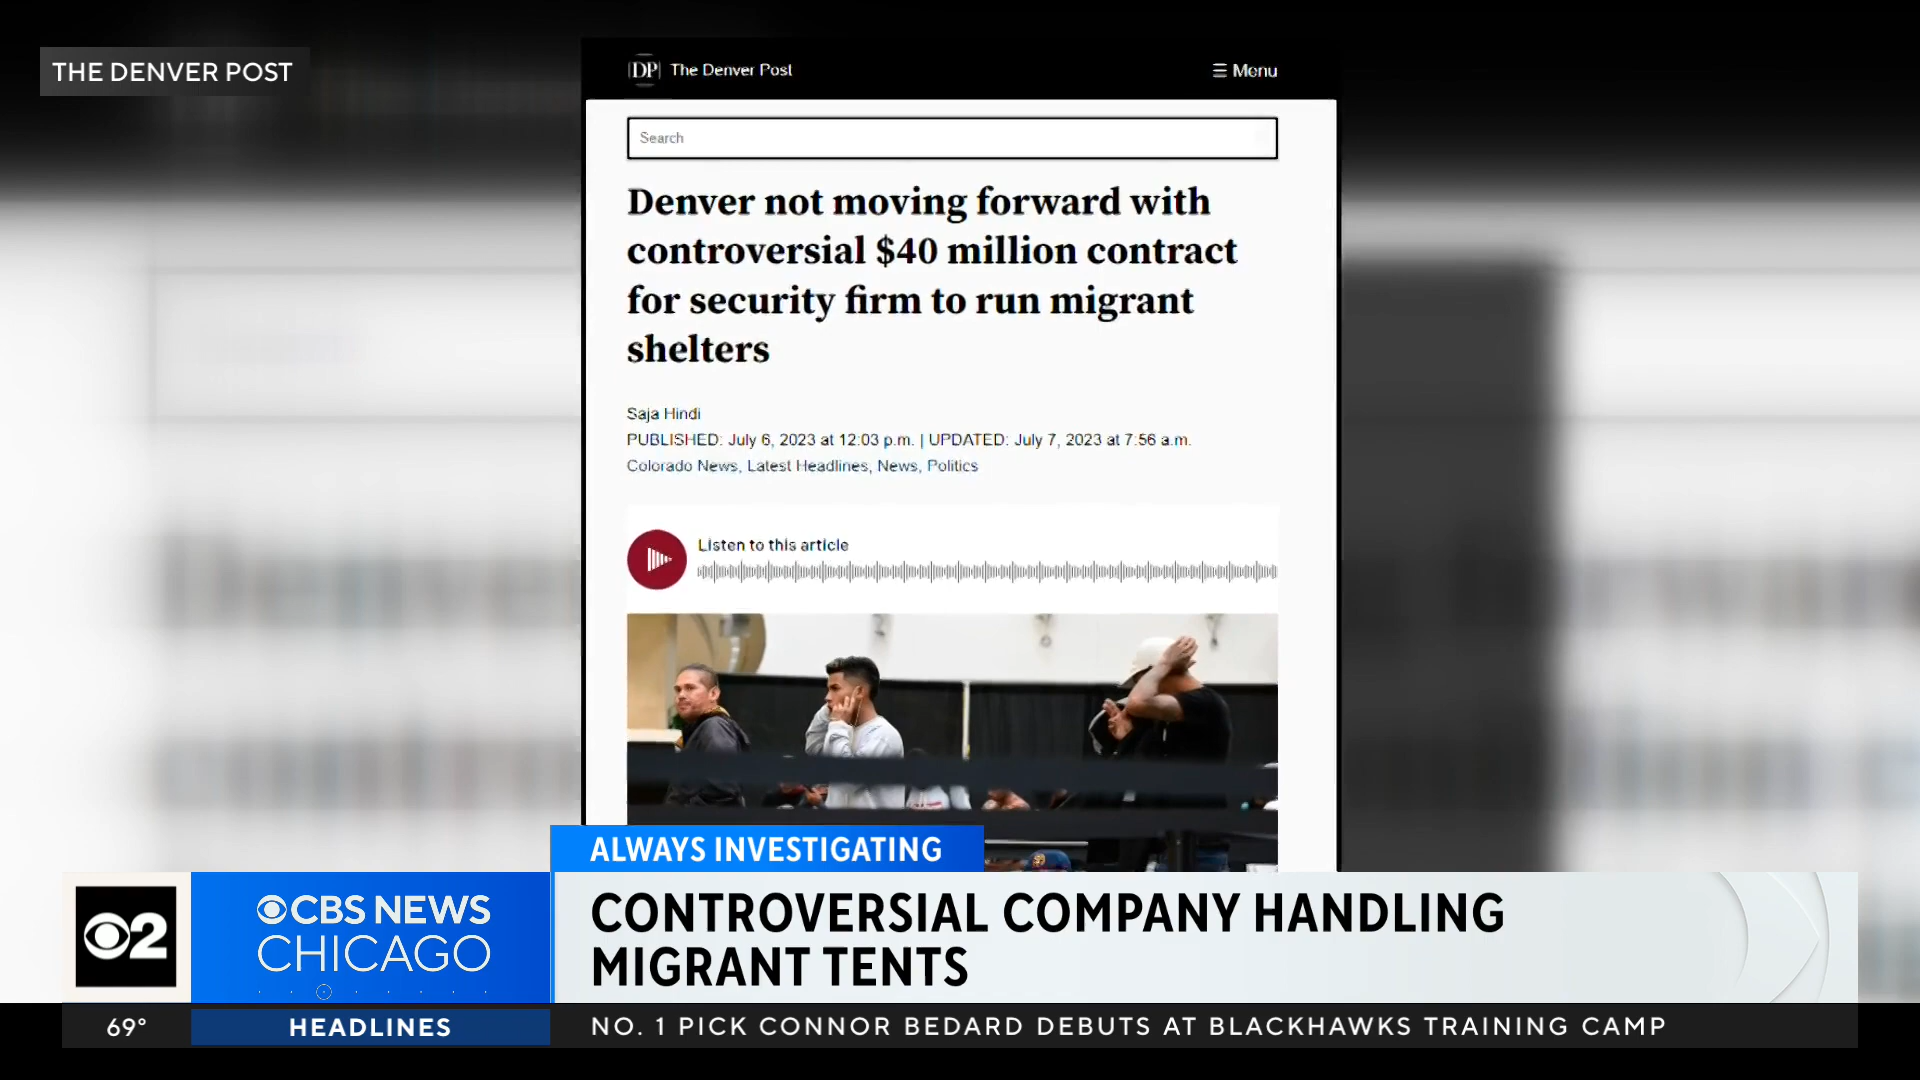 THE DENVER POST
DP The Denver Post
☰ Menu
Search
Denver not moving forward with
controversial $40 million contract
for security firm to run migrant
shelters
Saja Hindi
PUBLISHED: July 6, 2023 at 12:03 p.m. | UPDATED: July 7, 2023 at 7:56 a.m.
Colorado News, Latest Headlines, News, Politics
Listen to this article
ALWAYS INVESTIGATING
2
CBS NEWS
CHICAGO
CONTROVERSIAL COMPANY HANDLING
MIGRANT TENTS
69°
HEADLINES
NO. 1 PICK CONNOR BEDARD DEBUTS AT BLACKHAWKS TRAINING CAMP